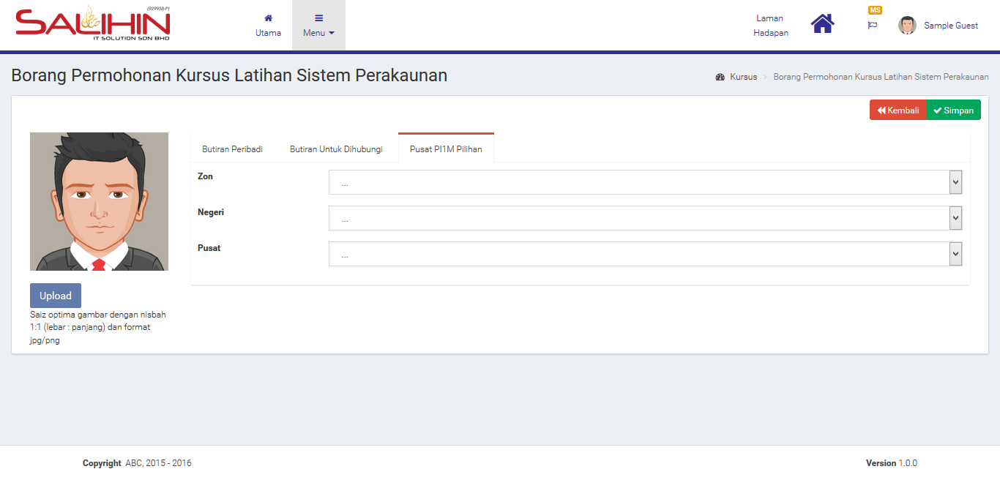 (929958-P)
SALIHIN
IT SOLUTION SDN BHD
Utama
Menu
Laman
Hadapan
MS
Sample Guest
Borang Permohonan Kursus Latihan Sistem Perakaunan
Kursus > Borang Permohonan Kursus Latihan Sistem Perakaunan
Kembali
Simpan
Butiran Peribadi
Butiran Untuk Dihubungi
Pusat PI1M Pilihan
Zon
...
Negeri
...
Pusat
...
Upload
Saiz optima gambar dengan nisbah
1:1 (lebar : panjang) dan format
jpg/png
Copyright ABC, 2015 - 2016
Version 1.0.0